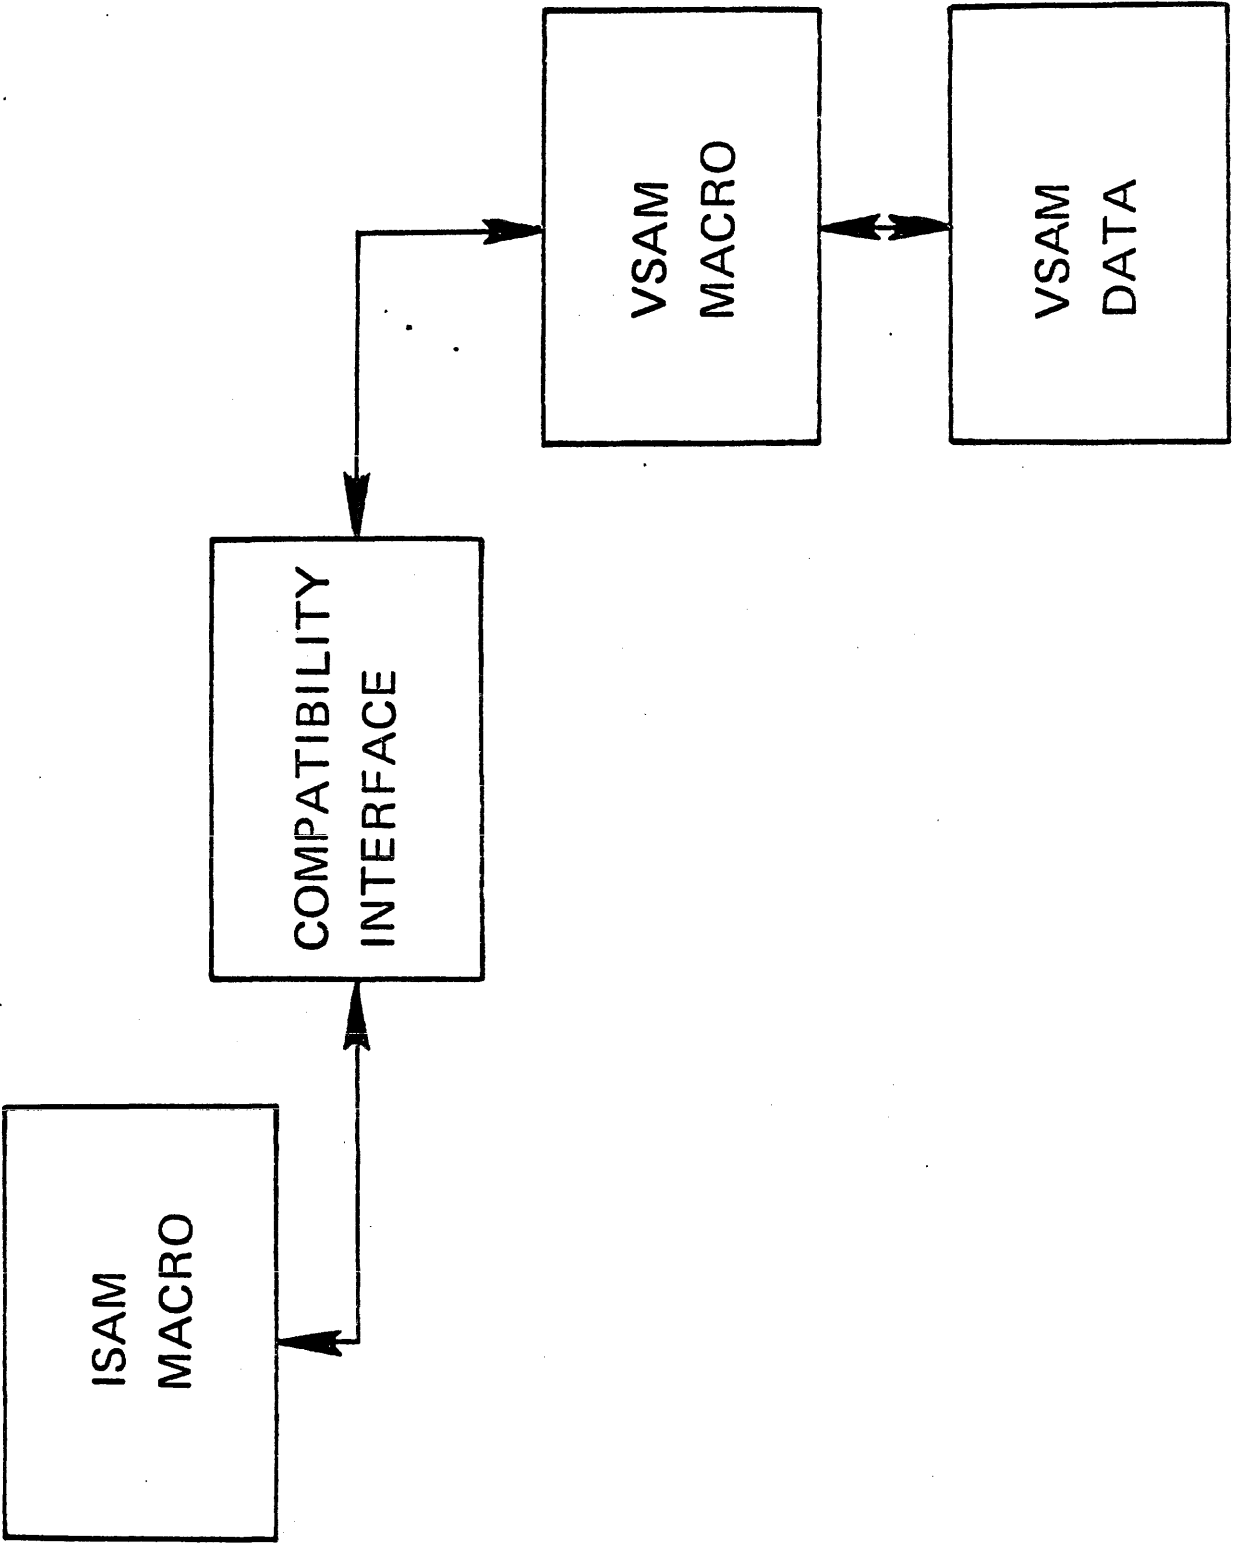 ISAM
MACRO
COMPATIBILITY
INTERFACE
VSAM
MACRO
VSAM
DATA